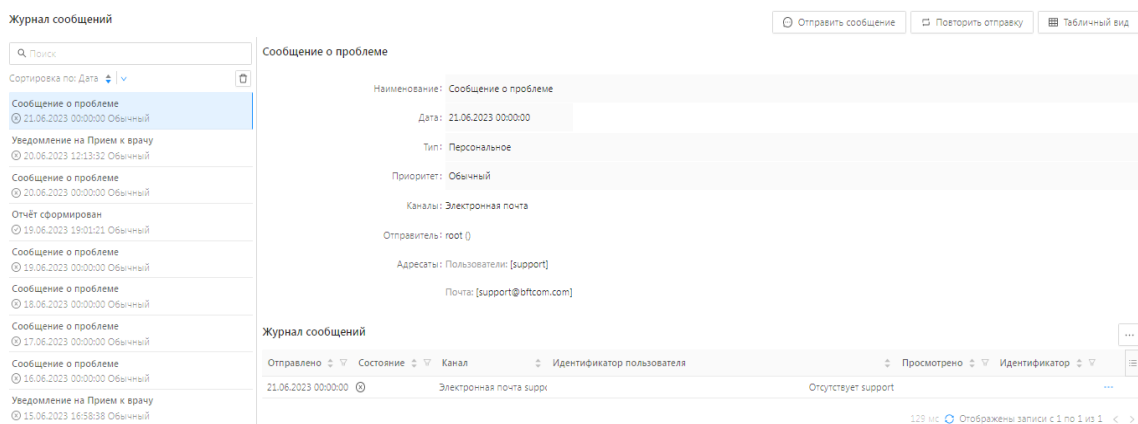 Журнал сообщений
Отправить сообщение
Повторить отправку
Табличный вид
Поиск
Сортировка по: Дата
Сообщение о проблеме
21.06.2023 00:00:00 Обычный
Уведомление на Прием к врачу
20.06.2023 12:13:32 Обычный
Сообщение о проблеме
20.06.2023 00:00:00 Обычный
Отчёт сформирован
19.06.2023 19:01:21 Обычный
Сообщение о проблеме
19.06.2023 00:00:00 Обычный
Сообщение о проблеме
18.06.2023 00:00:00 Обычный
Сообщение о проблеме
17.06.2023 00:00:00 Обычный
Сообщение о проблеме
16.06.2023 00:00:00 Обычный
Уведомление на Прием к врачу
15.06.2023 16:58:38 Обычный
Сообщение о проблеме
Наименование: Сообщение о проблеме
Дата: 21.06.2023 00:00:00
Тип: Персональное
Приоритет: Обычный
Каналы: Электронная почта
Отправитель: root ()
Адресаты: Пользователи: [support]
Почта: [support@bftcom.com]
Журнал сообщений
...
Отправлено Состояние Канал Идентификатор пользователя Просмотрено Идентификатор
21.06.2023 00:00:00 Электронная почта suppo Отсутствует support ...
129 мс Отображены записи с 1 по 1 из 1 < >